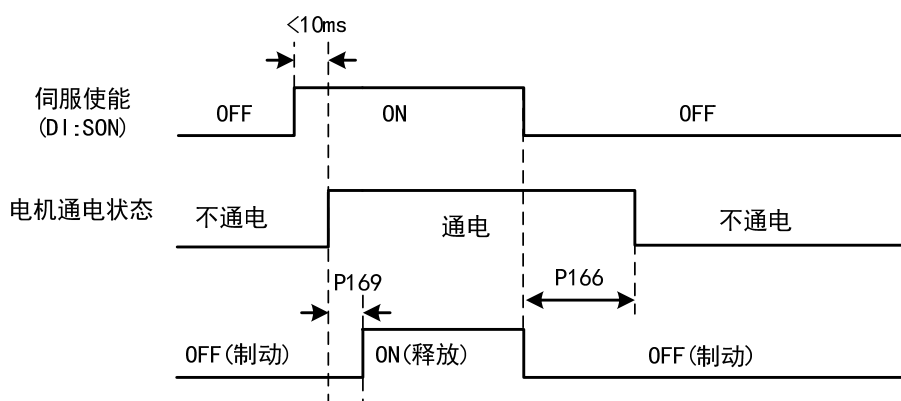 <10ms
伺服使能
(DI:SON)
OFF
ON
OFF
电机通电状态
不通电
通电
不通电
P169
P166
OFF(制动)
ON(释放)
OFF(制动)